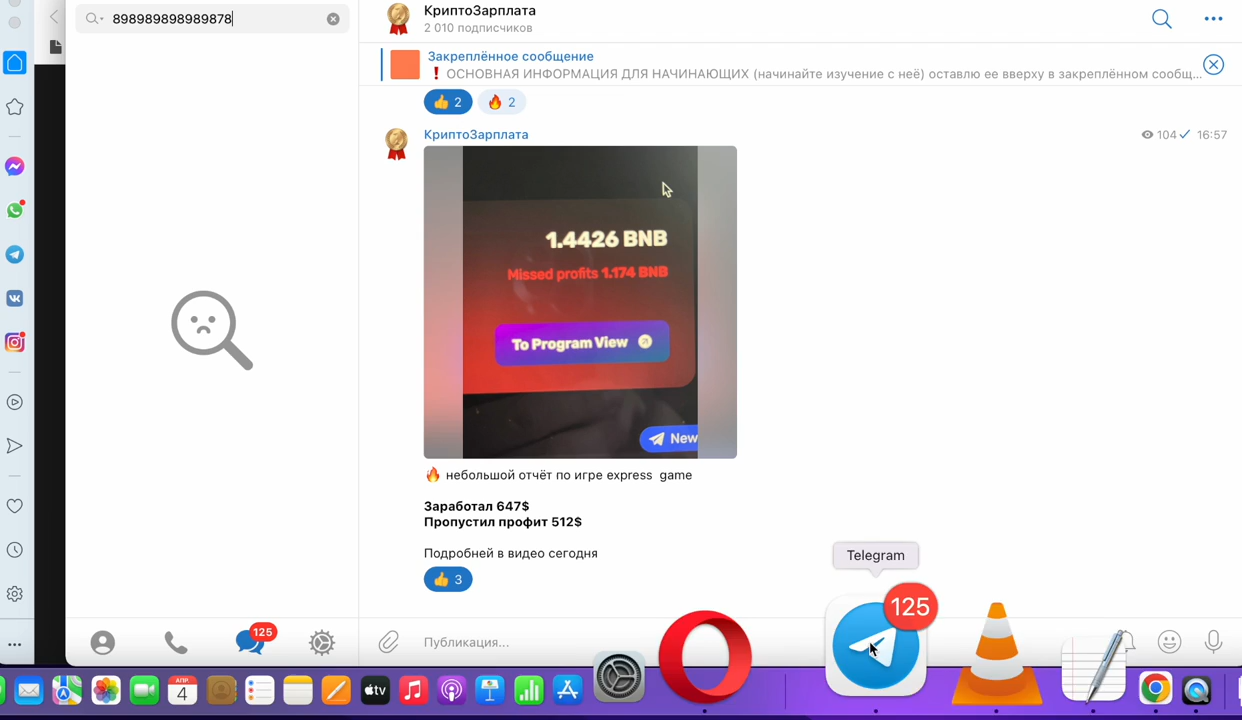 898989898989878
КриптоЗарплата
2 010 подписчиков
Закреплённое сообщение
❗ ОСНОВНАЯ ИНФОРМАЦИЯ ДЛЯ НАЧИНАЮЩИХ (начинайте изучение с неё) оставлю ее вверху в закреплённом сообщ...
👍 2 🔥 2
КриптоЗарплата
104 16:57
1.4426 BNB
Missed profits 1.174 BNB
To Program View
New
🔥 небольшой отчёт по игре express game
Заработал 647$
Пропустил профит 512$
Подробней в видео сегодня
👍 3
Telegram
125
125
Публикация...
АПР.
4
tv